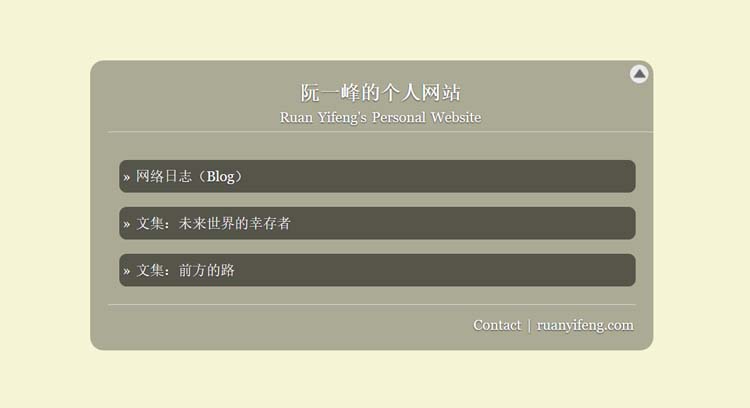 阮一峰的个人网站
Ruan Yifeng's Personal Website
» 网络日志（Blog）
» 文集：未来世界的幸存者
» 文集：前方的路
Contact | ruanyifeng.com